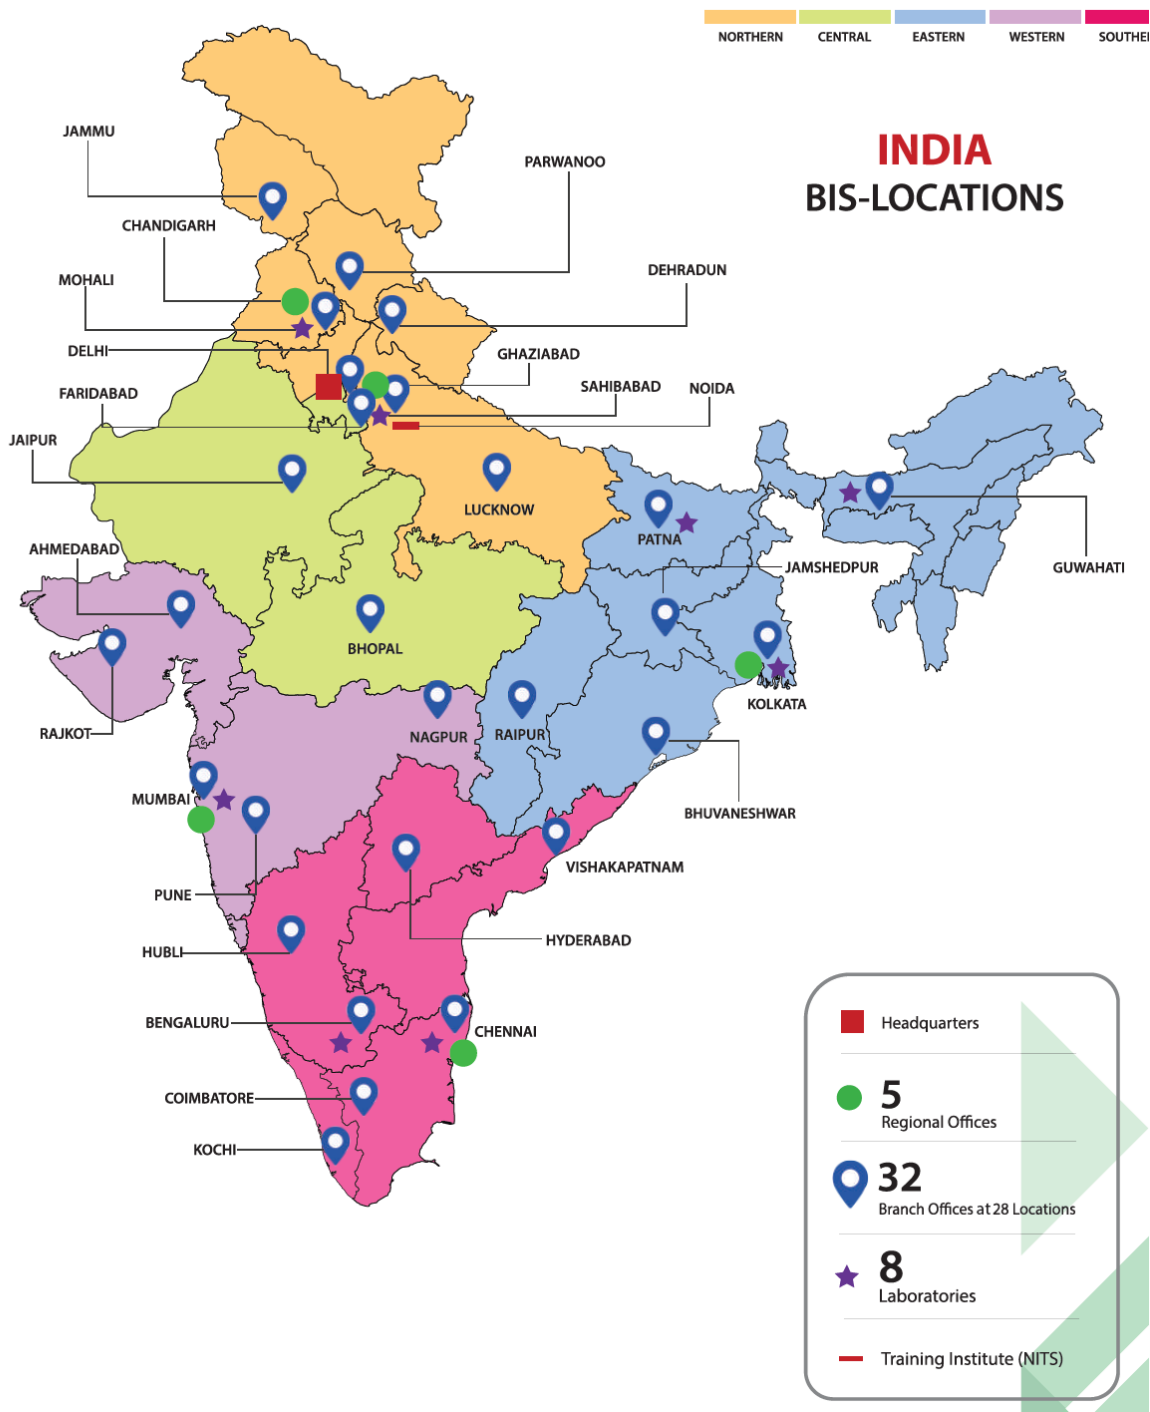 NORTHERN
CENTRAL
EASTERN
WESTERN
SOUTHE
INDIA
BIS-LOCATIONS
JAMMU
PARWANOO
CHANDIGARH
DEHRADUN
MOHALI
DELHI
GHAZIABAD
SAHIBABAD
NOIDA
FARIDABAD
JAIPUR
LUCKNOW
PATNA
AHMEDABAD
JAMSHEDPUR
GUWAHATI
BHOPAL
KOLKATA
RAJKOT
NAGPUR
RAIPUR
MUMBAI
BHUVANESHWAR
VISHAKAPATNAM
PUNE
HYDERABAD
HUBLI
BENGALURU
CHENNAI
COIMBATORE
KOCHI
Headquarters
5
Regional Offices
32
Branch Offices at 28 Locations
8
Laboratories
Training Institute (NITS)